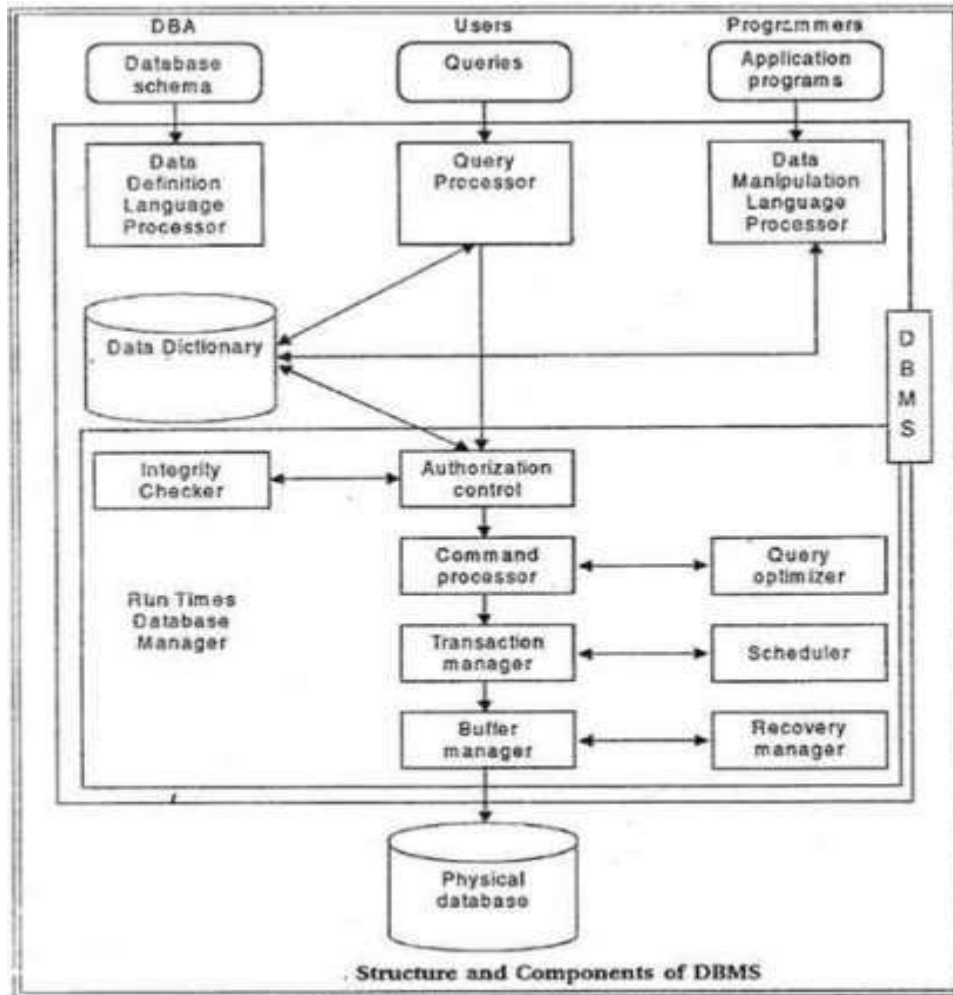 DBA
Users
Programmers
Database
schema
Queries
Application
programs
Data
Definition
Language
Processor
Query
Processor
Data
Manipulation
Language
Processor
Data Dictionary
D
B
M
S
Integrity
Checker
Authorization
control
Command
processor
Query
optimizer
Run Times
Database
Manager
Transaction
manager
Scheduler
Buffer
manager
Recovery
manager
Physical
database
. Structure and Components of DBMS